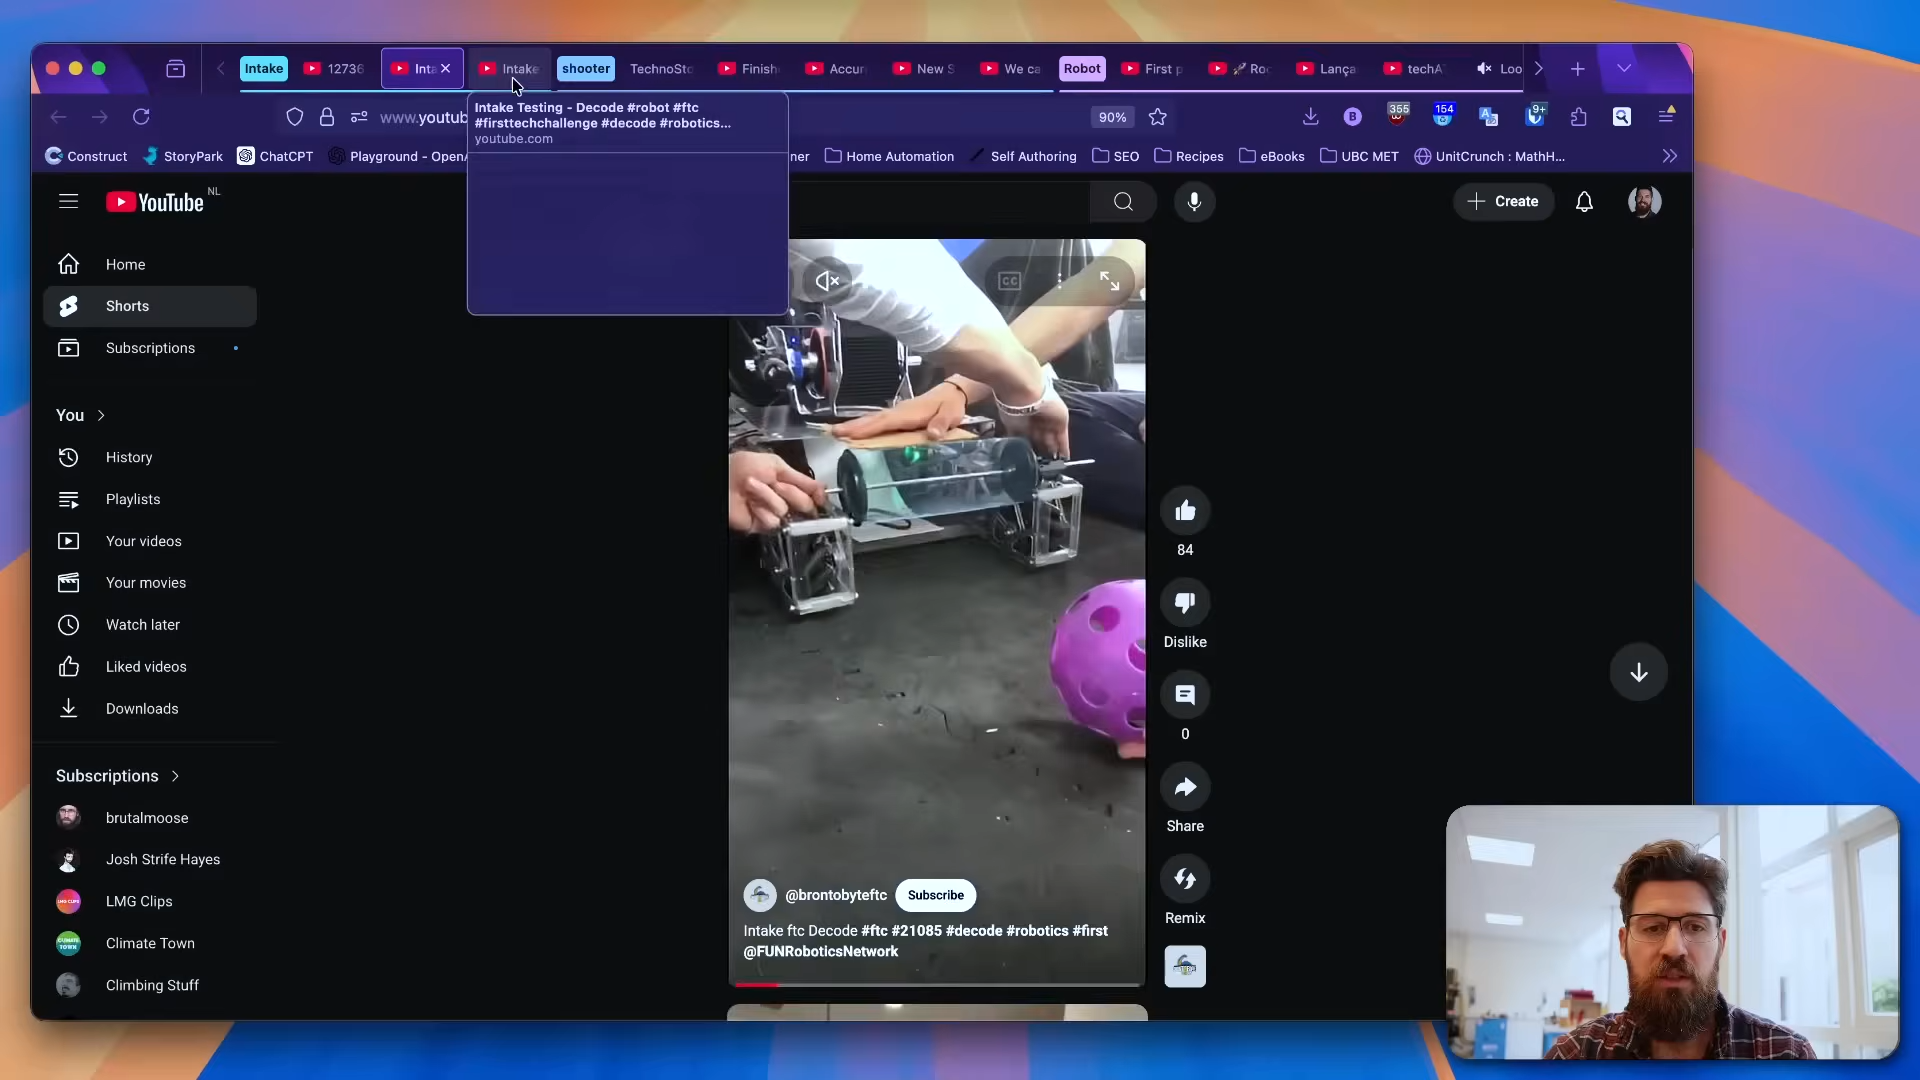 Intake
12736
Inta
Intake
shooter
TechnoSto
Finish
Accur
New S
We ca
Robot
First p
Ro
Lança
techA
Loo
www.youtub
90%
355
154
9+
Intake Testing - Decode #robot #ftc
#firsttechchallenge #decode #robotics...
youtube.com
Construct
StoryPark
ChatCPT
Playground - OpenA
ner
Home Automation
Self Authoring
SEO
Recipes
eBooks
UBC MET
UnitCrunch : MathH...
YouTube
NL
Create
Home
Shorts
Subscriptions
You
History
Playlists
Your videos
Your movies
Watch later
Liked videos
Downloads
Subscriptions
brutalmoose
Josh Strife Hayes
LMG Clips
Climate Town
Climbing Stuff
CC
84
Dislike
0
Share
Remix
@brontobyteftc
Subscribe
Intake ftc Decode #ftc #21085 #decode #robotics #first
@FUNRoboticsNetwork